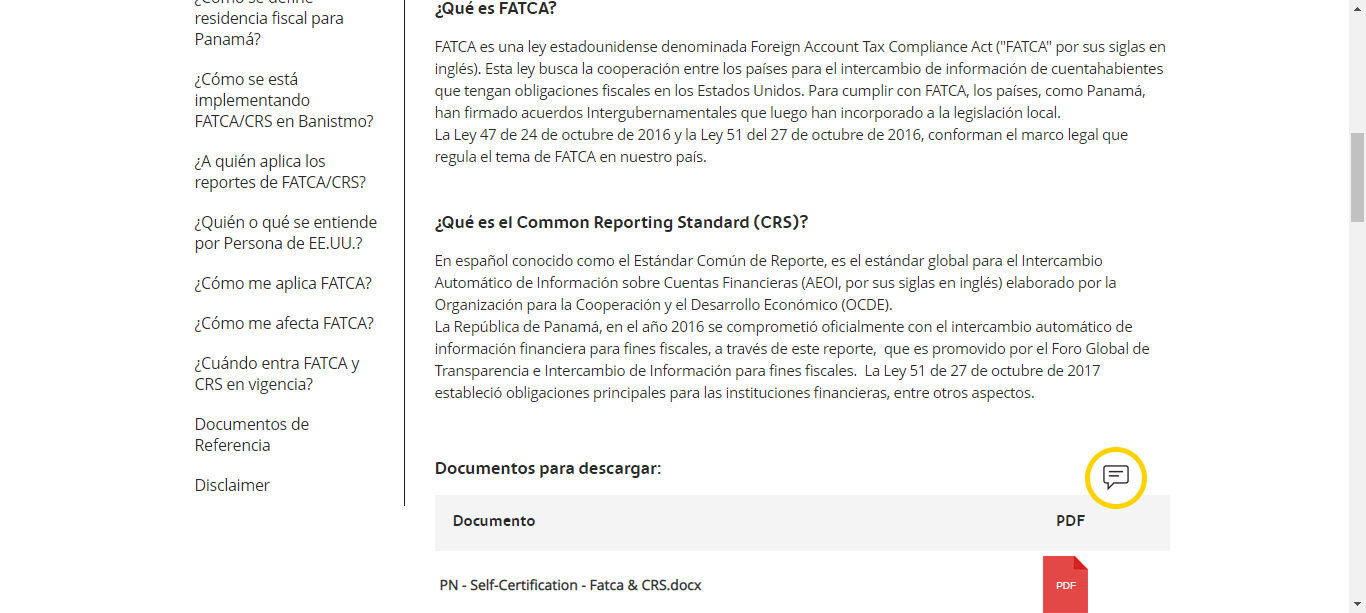 ¿Cómo se define
residencia fiscal para
Panamá?
¿Cómo se está
implementando
FATCA/CRS en Banistmo?
¿A quién aplica los
reportes de FATCA/CRS?
¿Quién o qué se entiende
por Persona de EE.UU.?
¿Cómo me aplica FATCA?
¿Cómo me afecta FATCA?
¿Cuándo entra FATCA y
CRS en vigencia?
Documentos de
Referencia
Disclaimer
¿Qué es FATCA?
FATCA es una ley estadounidense denominada Foreign Account Tax Compliance Act ("FATCA" por sus siglas en
inglés). Esta ley busca la cooperación entre los países para el intercambio de información de cuentahabientes
que tengan obligaciones fiscales en los Estados Unidos. Para cumplir con FATCA, los países, como Panamá,
han firmado acuerdos Intergubernamentales que luego han incorporado a la legislación local.
La Ley 47 de 24 de octubre de 2016 y la Ley 51 del 27 de octubre de 2016, conforman el marco legal que
regula el tema de FATCA en nuestro país.
¿Qué es el Common Reporting Standard (CRS)?
En español conocido como el Estándar Común de Reporte, es el estándar global para el Intercambio
Automático de Información sobre Cuentas Financieras (AEOI, por sus siglas en inglés) elaborado por la
Organización para la Cooperación y el Desarrollo Económico (OCDE).
La República de Panamá, en el año 2016 se comprometió oficialmente con el intercambio automático de
información financiera para fines fiscales, a través de este reporte,  que es promovido por el Foro Global de
Transparencia e Intercambio de Información para fines fiscales.  La Ley 51 de 27 de octubre de 2017
estableció obligaciones principales para las instituciones financieras, entre otros aspectos.
Documentos para descargar:
Documento PDF
PN - Self-Certification - Fatca & CRS.docx PDF